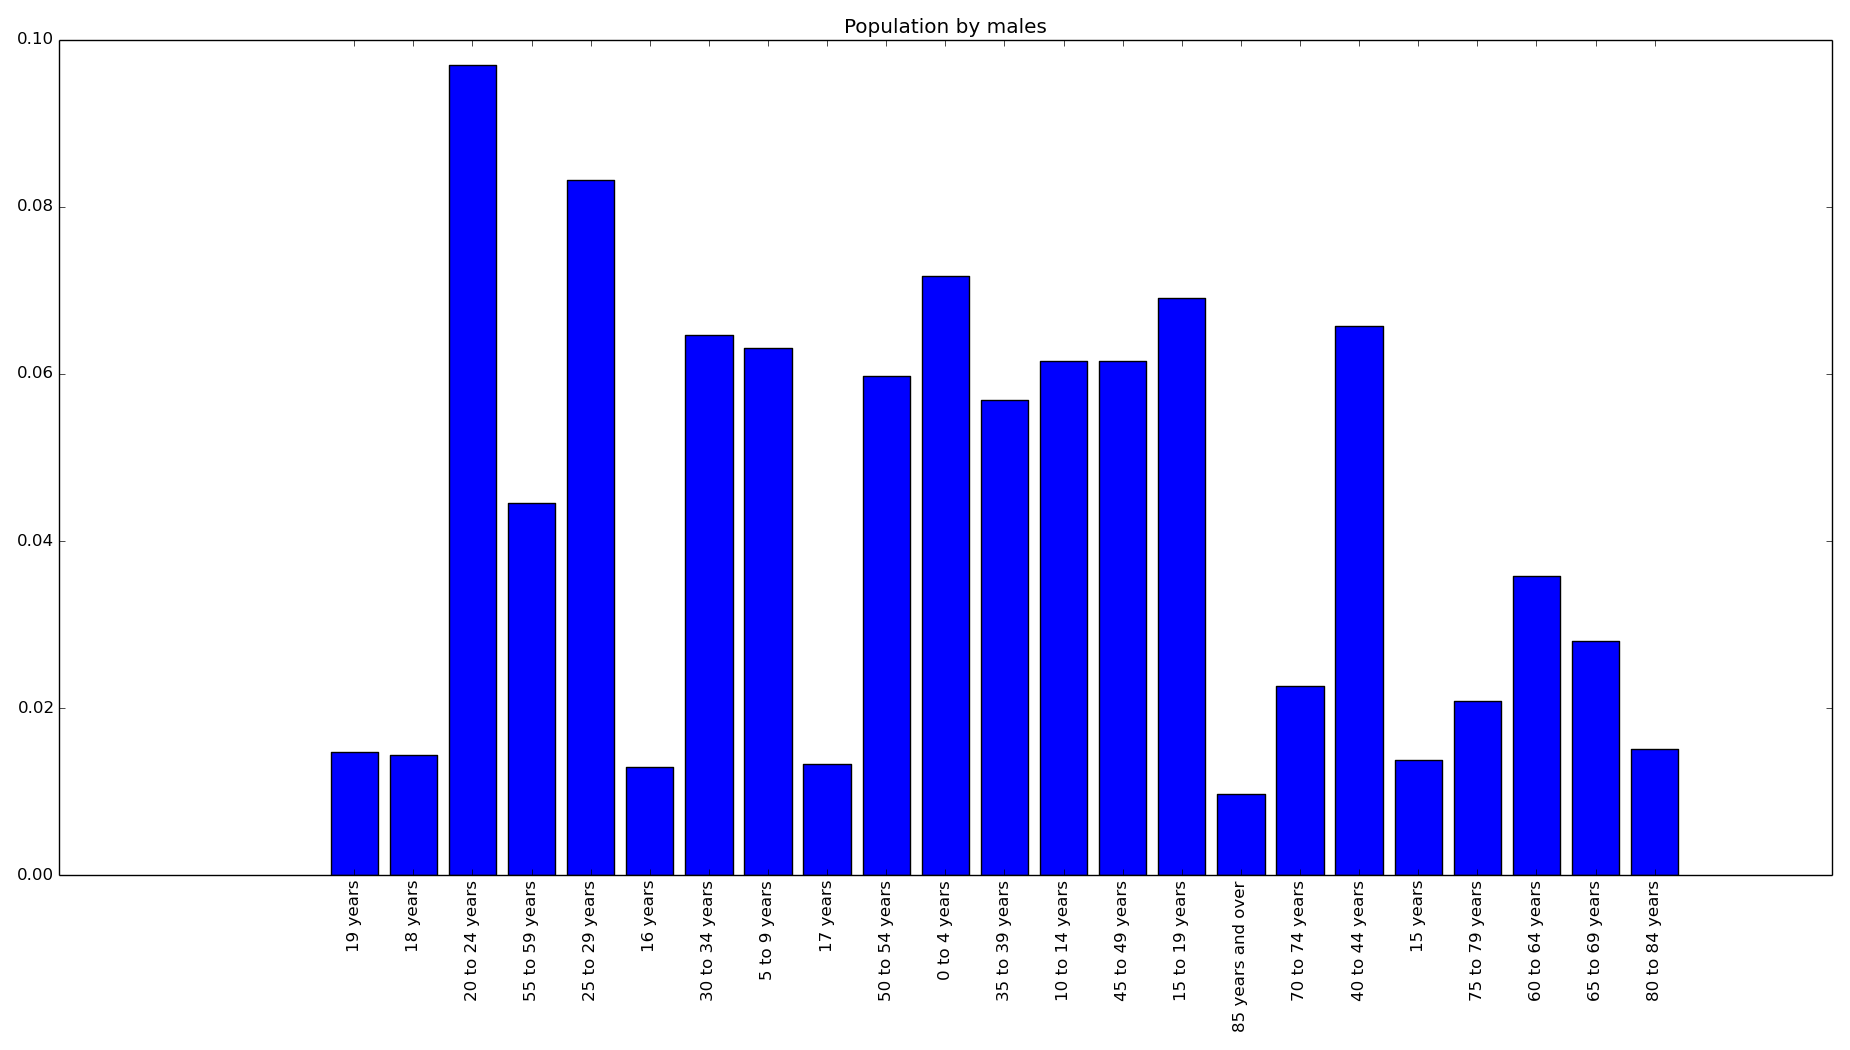 Population by males
0.10
0.08
0.06
0.04
0.02
0.00
19 years
18 years
20 to 24 years
55 to 59 years
25 to 29 years
16 years
30 to 34 years
5 to 9 years
17 years
50 to 54 years
0 to 4 years
35 to 39 years
10 to 14 years
45 to 49 years
15 to 19 years
85 years and over
70 to 74 years
40 to 44 years
15 years
75 to 79 years
60 to 64 years
65 to 69 years
80 to 84 years